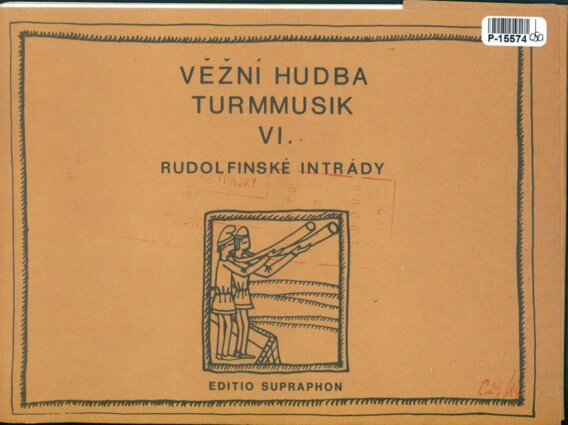 P-15574
VĚŽNÍ HUDBA
TURMMUSIK
VI.
RUDOLFINSKÉ INTRÁDY
EDITIO SUPRAPHON